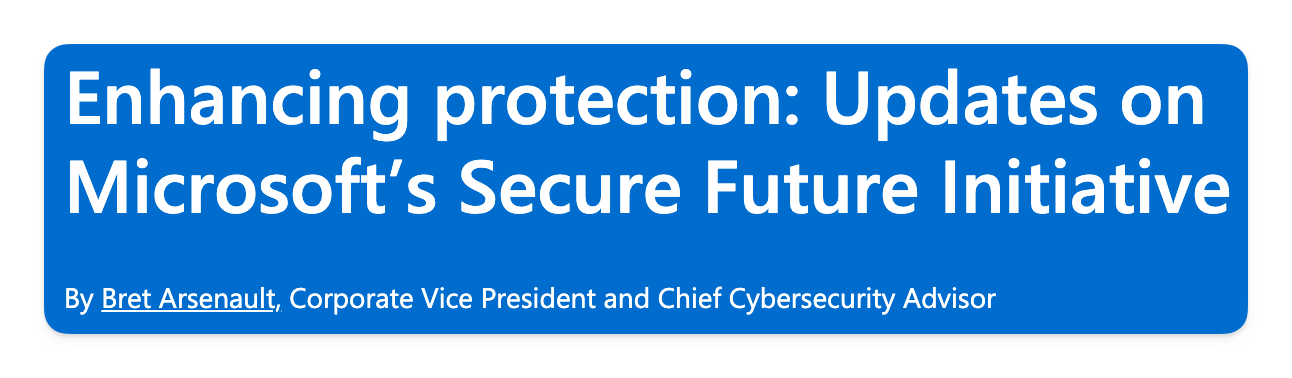 Enhancing protection: Updates on
Microsoft’s Secure Future Initiative
By Bret Arsenault, Corporate Vice President and Chief Cybersecurity Advisor